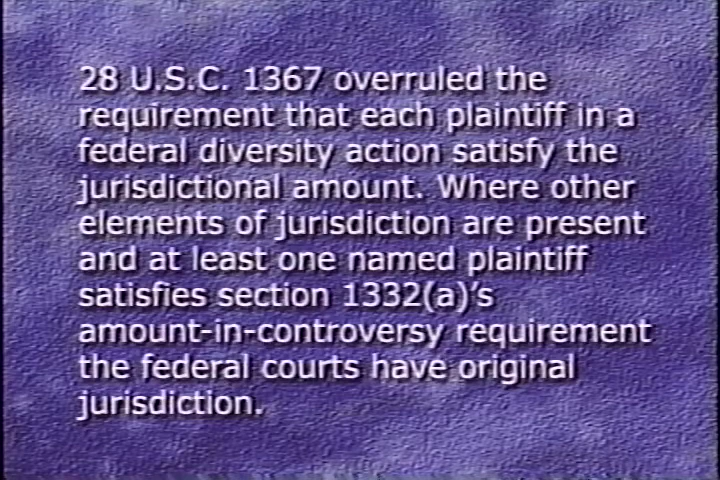 28 U.S.C. 1367 overruled the
requirement that each plaintiff in a
federal diversity action satisfy the
jurisdictional amount. Where other
elements of jurisdiction are present
and at least one named plaintiff
satisfies section 1332(a)’s
amount-in-controversy requirement
the federal courts have original
jurisdiction.